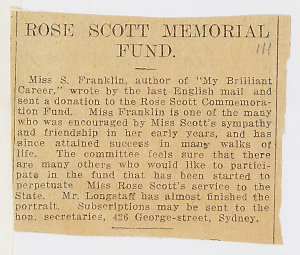 ROSE SCOTT MEMORIAL
FUND.
Miss S. Franklin, author of "My Brilliant
Career," wrote by the last English mail and
sent a donation to the Rose Scott Commemora-
tion Fund. Miss Franklin is one of the many
who was encouraged by Miss Scott's sympathy
and friendship in her early years, and has
since attained success in many walks of
life. The committee feels sure that there
are many others who would like to partici-
pate in the fund that has been started to
perpetuate Miss Rose Scott's service to the
State. Mr. Longstaff has almost finished the
portrait. Subscriptions may be sent to the
hon. secretaries, 426 George-street, Sydney.